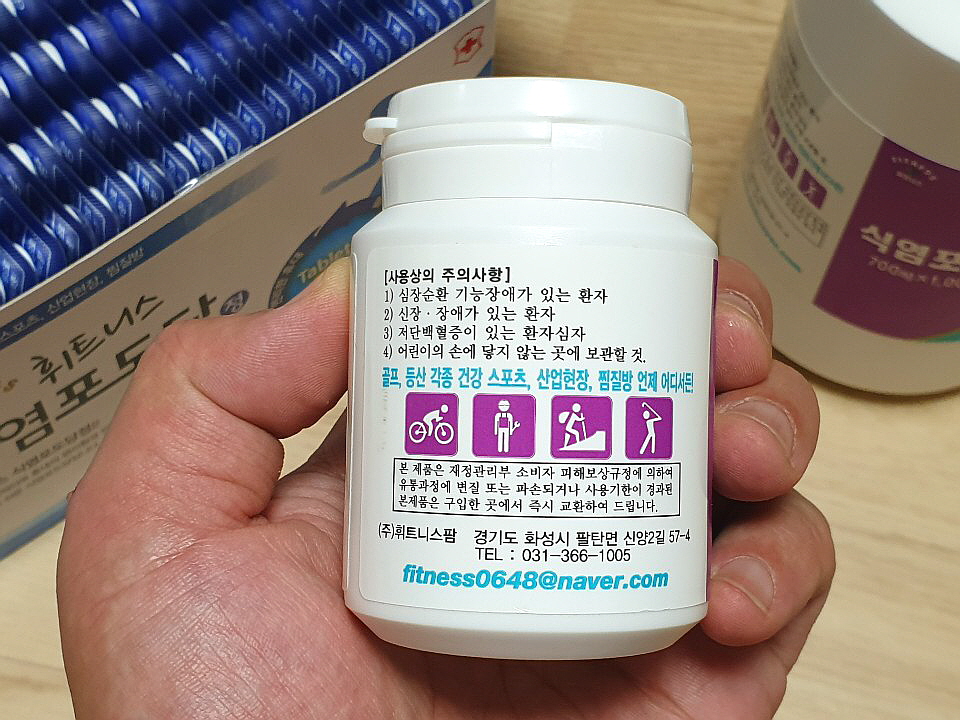 [사용상의 주의사항]
1) 심장순환 기능장애가 있는 환자
2) 신장 · 장애가 있는 환자
3) 저단백혈증이 있는 환자심자
4) 어린이의 손에 닿지 않는 곳에 보관할 것.
골프, 등산 각종 건강 스포츠, 산업현장, 찜질방 언제 어디서든!
본 제품은 재정관리부 소비자 피해보상규정에 의하여
유통과정에 변질 또는 파손되거나 사용기한이 경과된
본제품은 구입한 곳에서 즉시 교환하여 드립니다.
(주)휘트니스팜 경기도 화성시 팔탄면 신양2길 57-4
TEL : 031-366-1005
fitness0648@naver.com
스포츠, 산업현장, 찜질방
Tablet
휘트니스
염포도당정
식염포